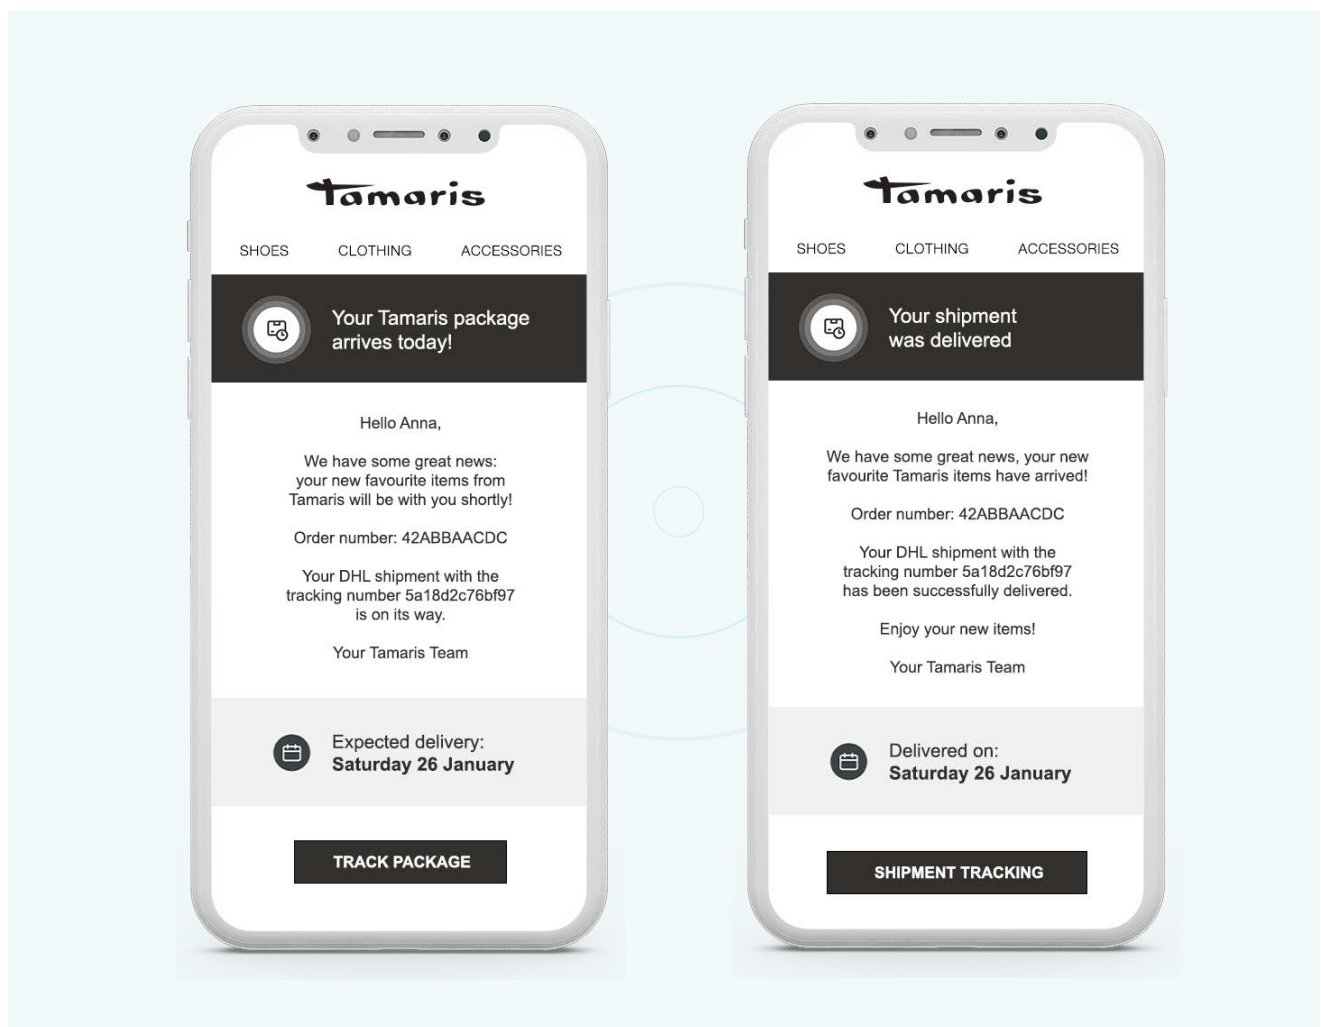 Tamaris
SHOES CLOTHING ACCESSORIES
Your Tamaris package
arrives today!
Hello Anna,
We have some great news:
your new favourite items from
Tamaris will be with you shortly!
Order number: 42ABBAACDC
Your DHL shipment with the
tracking number 5a18d2c76bf97
is on its way.
Your Tamaris Team
Expected delivery:
Saturday 26 January
TRACK PACKAGE
Tamaris
SHOES CLOTHING ACCESSORIES
Your shipment
was delivered
Hello Anna,
We have some great news, your new
favourite Tamaris items have arrived!
Order number: 42ABBAACDC
Your DHL shipment with the
tracking number 5a18d2c76bf97
has been successfully delivered.
Enjoy your new items!
Your Tamaris Team
Delivered on:
Saturday 26 January
SHIPMENT TRACKING